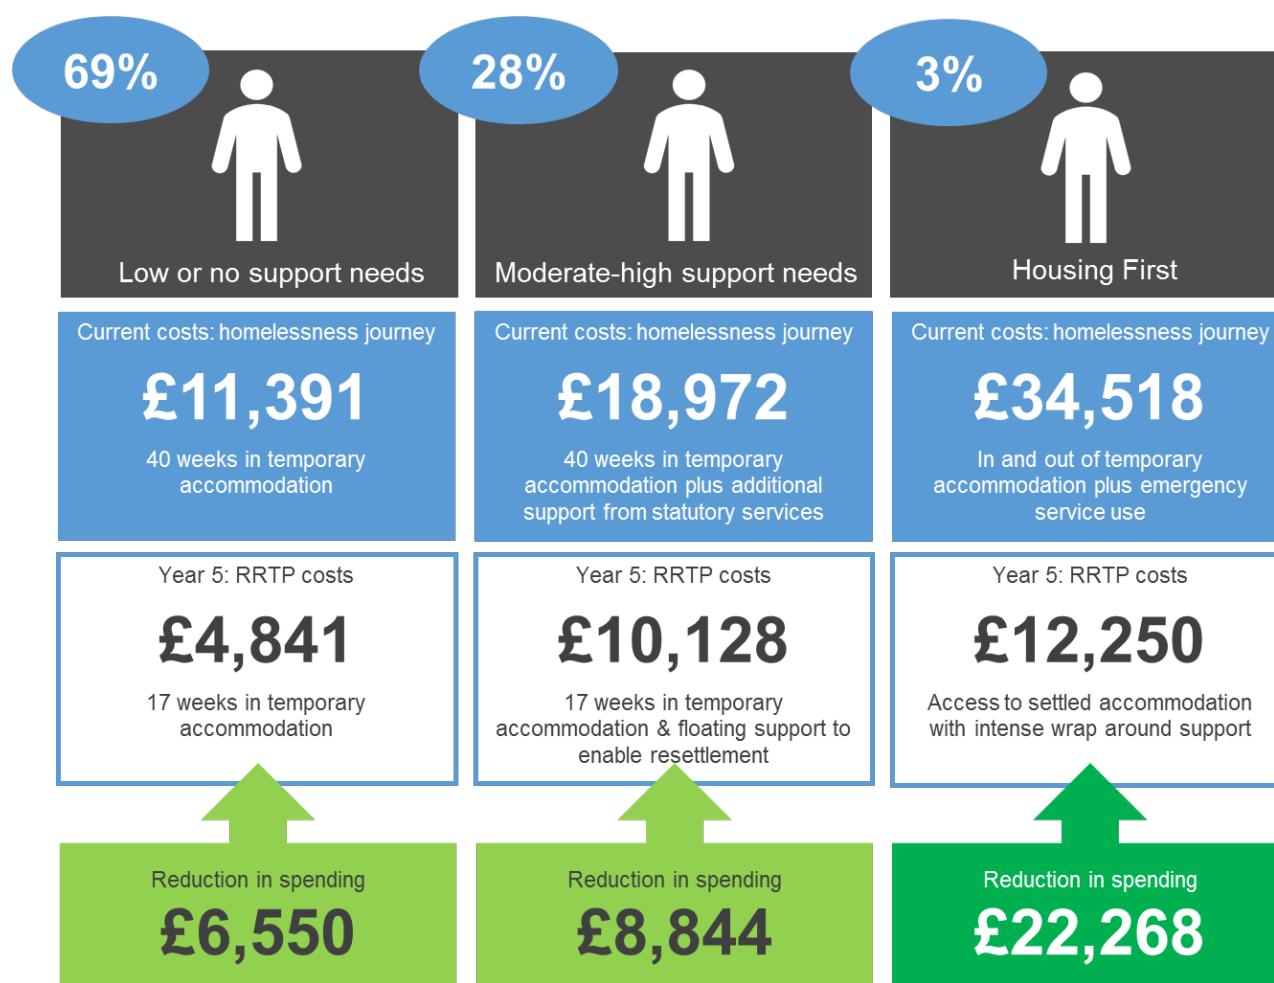 69%
Low or no support needs
Current costs: homelessness journey
£11,391
40 weeks in temporary
accommodation
Year 5: RRTP costs
£4,841
17 weeks in temporary
accommodation
Reduction in spending
£6,550
28%
Moderate-high support needs
Current costs: homelessness journey
£18,972
40 weeks in temporary
accommodation plus additional
support from statutory services
Year 5: RRTP costs
£10,128
17 weeks in temporary
accommodation & floating support to
enable resettlement
Reduction in spending
£8,844
3%
Housing First
Current costs: homelessness journey
£34,518
In and out of temporary
accommodation plus emergency
service use
Year 5: RRTP costs
£12,250
Access to settled accommodation
with intense wrap around support
Reduction in spending
£22,268